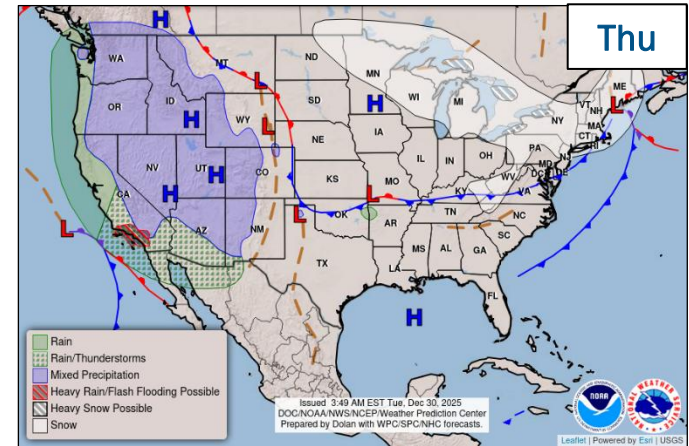 Thu
H
WA
MT
ND
MN
ME
L
OR
ID
WY
SD
WI
MI
VT
NH
NY
MA
CT
RI
H
H
L
NE
IA
PA
NJ
NV
UT
CO
IL
IN
OH
MD
DE
DC
WV
VA
CA
H
H
KS
MO
KY
L
L
AZ
NM
OK
AR
TN
NC
L
TX
MS
AL
GA
SC
LA
FL
H
Rain
Rain/Thunderstorms
Mixed Precipitation
Heavy Rain/Flash Flooding Possible
Heavy Snow Possible
Snow
Issued 3:49 AM EST Tue, Dec 30, 2025
DOC/NOAA/NWS/NCEP/Weather Prediction Center
Prepared by Dolan with WPC/SPC/NHC forecasts.
NOAA
Leaflet | Powered by Esri | USGS